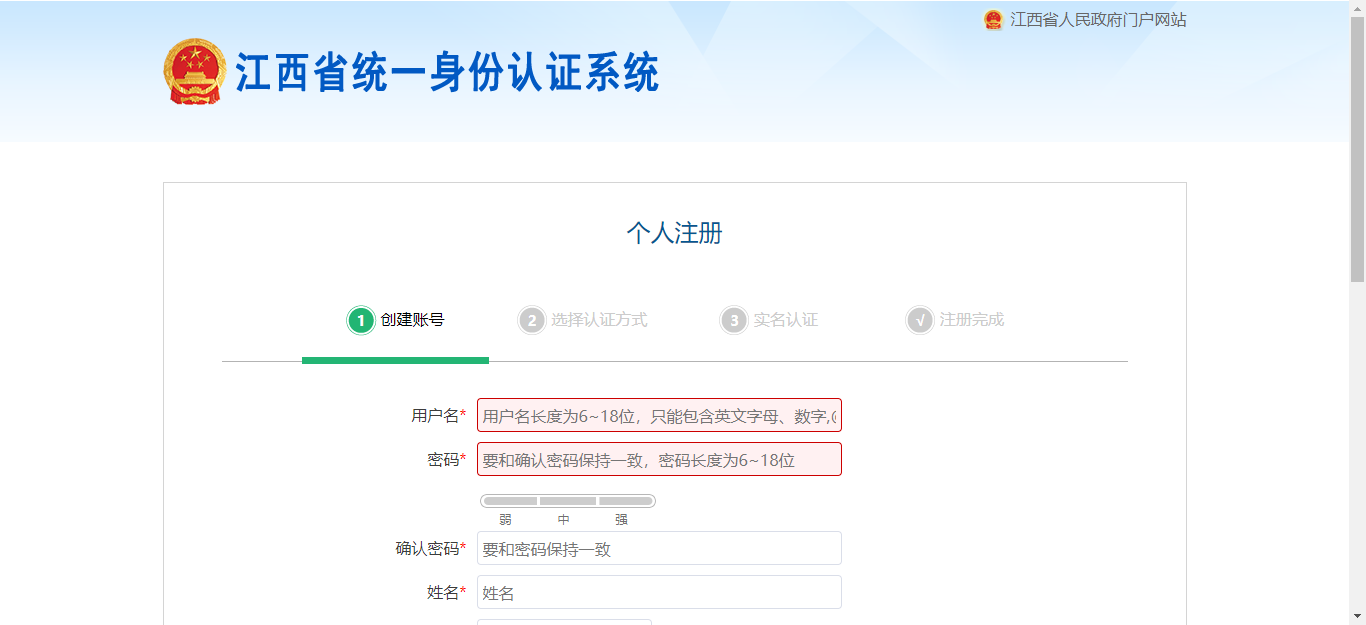 江西省人民政府门户网站
江西省统一身份认证系统
个人注册
1 创建账号 2 选择认证方式 3 实名认证 √ 注册完成
用户名* 用户名长度为6~18位，只能包含英文字母、数字,@
密码* 要和确认密码保持一致，密码长度为6~18位
弱 中 强
确认密码* 要和密码保持一致
姓名* 姓名